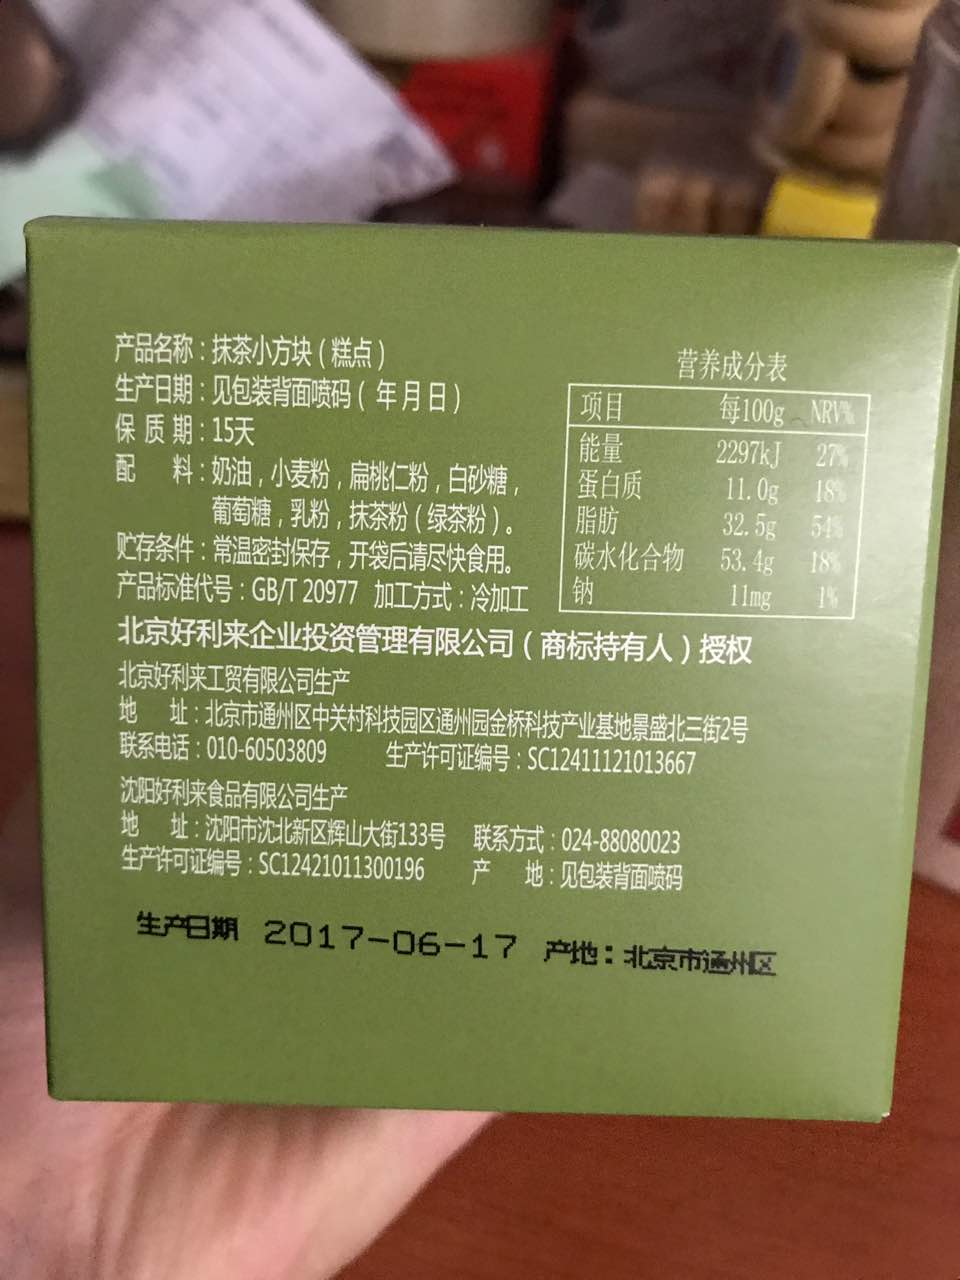 产品名称：抹茶小方块（糕点）
生产日期：见包装背面喷码（年月日）
保质期：15天
配料：奶油，小麦粉，扁桃仁粉，白砂糖，
葡萄糖，乳粉，抹茶粉（绿茶粉）。
贮存条件：常温密封保存，开袋后请尽快食用。
产品标准代号：GB/T 20977 加工方式：冷加工
营养成分表
项目 每100g NRV%
能量 2297kJ 27%
蛋白质 11.0g 18%
脂肪 32.5g 54%
碳水化合物 53.4g 18%
钠 11mg 1%
北京好利来企业投资管理有限公司（商标持有人）授权
北京好利来工贸有限公司生产
地址：北京市通州区中关村科技园区通州园金桥科技产业基地景盛北三街2号
联系电话：010-60503809 生产许可证编号：SC12411121013667
沈阳好利来食品有限公司生产
地址：沈阳市沈北新区辉山大街133号 联系方式：024-88080023
生产许可证编号：SC12421011300196 产地：见包装背面喷码
生产日期 2017-06-17 产地：北京市通州区